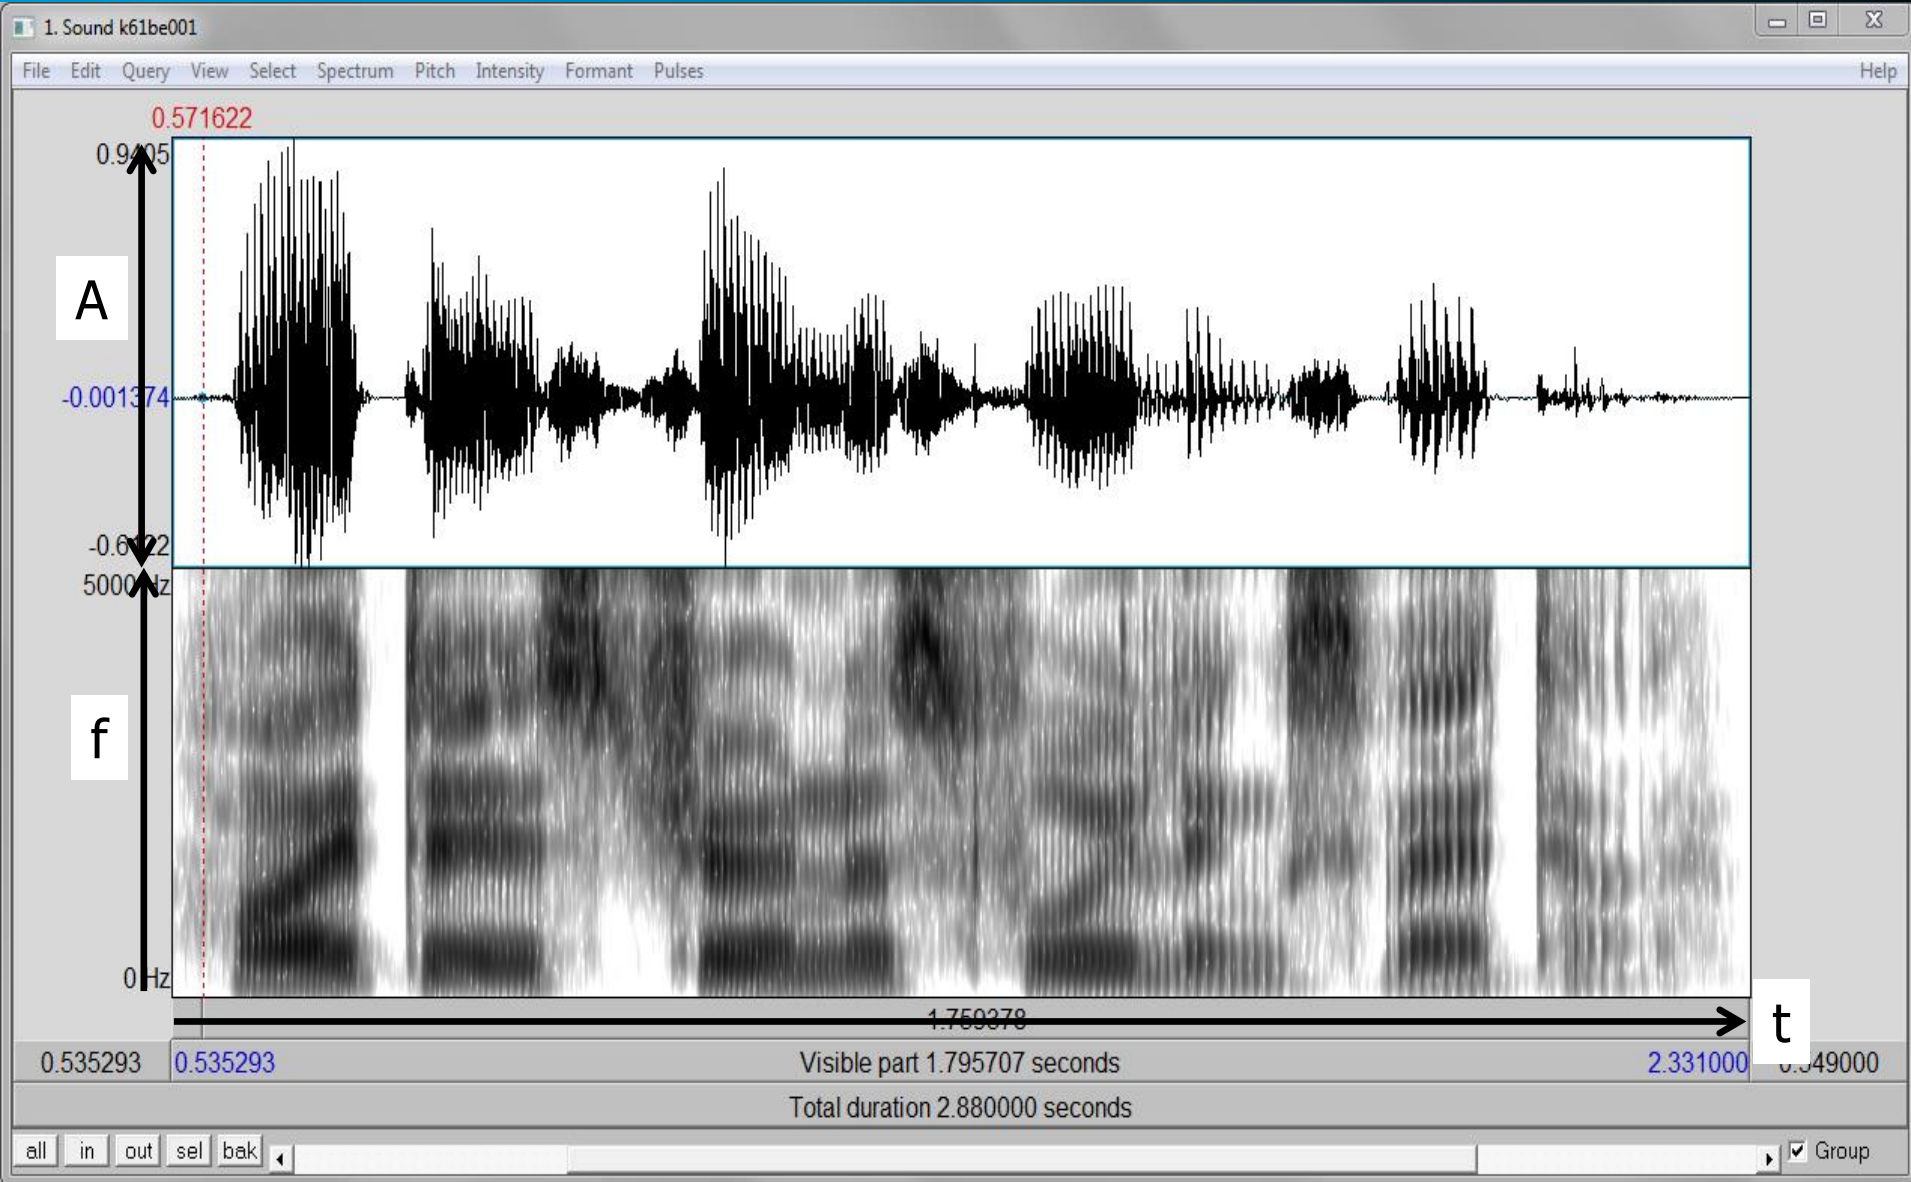 1. Sound k61be001
File Edit Query View Select Spectrum Pitch Intensity Formant Pulses Help
0.571622
A
-0.001374
f
0 Hz
1.759378
t
0.535293 0.535293 Visible part 1.795707 seconds 2.331000
Total duration 2.880000 seconds
all in out sel bak Group